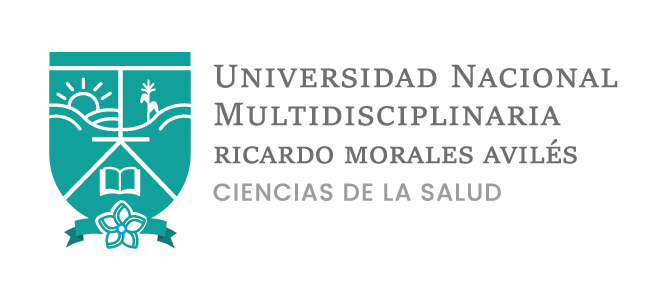 UNIVERSIDAD NACIONAL
MULTIDISCIPLINARIA
RICARDO MORALES AVILÉS
CIENCIAS DE LA SALUD